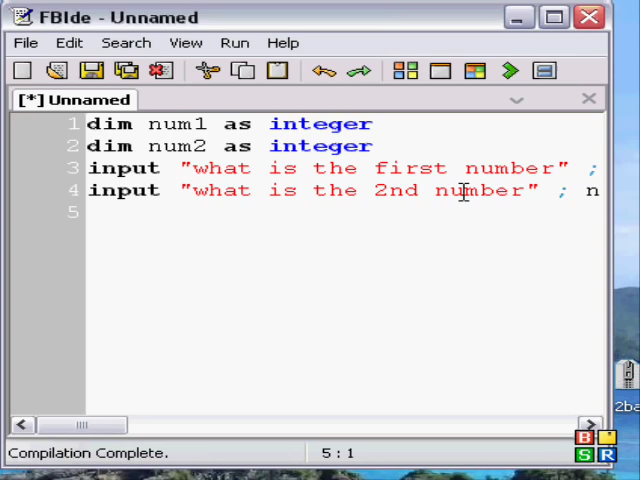 FBIde - Unnamed
File Edit Search View Run Help
[*] Unnamed
1 dim num1 as integer
2 dim num2 as integer
3 input "what is the first number" ;
4 input "what is the 2nd number" ; n
5
2ba
B
S R
Compilation Complete. 5 : 1